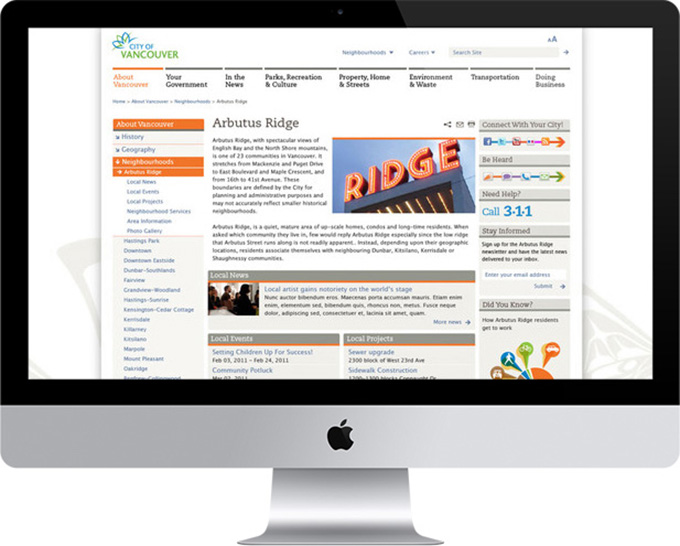 CITY OF
VANCOUVER
AA
Neighbourhoods
Careers
Search Site
About
Vancouver
Your
Government
In the
News
Parks, Recreation
& Culture
Property, Home
& Streets
Environment
& Waste
Transportation
Doing
Business
Home > About Vancouver > Neighbourhoods > Arbutus Ridge
About Vancouver
History
Geography
Neighbourhoods
Arbutus Ridge
Local News
Local Events
Local Projects
Neighbourhood Services
Area Information
Photo Gallery
Hastings Park
Downtown
Downtown Eastside
Dunbar-Southlands
Fairview
Grandview-Woodland
Hastings-Sunrise
Kensington-Cedar Cottage
Kerrisdale
Killarney
Kitsilano
Marpole
Mount Pleasant
Oakridge
Renfrew-Collingwood
Arbutus Ridge
Arbutus Ridge, with spectacular views of
English Bay and the North Shore mountains,
is one of 23 communities in Vancouver. It
stretches from Mackenzie and Puget Drive
to East Boulevard and Maple Crescent, and
from 16th to 41st Avenue. These
boundaries are defined by the City for
planning and administrative purposes and
may not accurately reflect smaller historical
neighbourhoods.
RIDGE
Arbutus Ridge, is a quiet, mature area of up-scale homes, condos and long-time residents. When
asked which community they live in, few would reply Arbutus Ridge especially since the low ridge
that Arbutus Street runs along is not readily apparent.. Instead, depending upon their geographic
locations, residents associate themselves with neighbouring Dunbar, Kitsilano, Kerrisdale or
Shaughnessy communities.
Local News
Local artist gains notoriety on the world's stage
Nunc auctor bibendum eros. Maecenas porta accumsan mauris. Etiam enim
enim, elementum sed, bibendum quis, rhoncus non, metus. Fusce neque
dolor, adipiscing sed, consectetuer et, lacinia sit amet, quam.
More news
Local Events
Setting Children Up For Success!
Feb 03, 2011 - Feb 24, 2011
Community Potluck
Mar 02, 2011
Local Projects
Sewer upgrade
2300 block of West 23rd Ave
Sidewalk Construction
1200-1300 blocks Connaught Dr
Connect With Your City!
Be Heard
Need Help?
Call 3-1-1
Stay Informed
Sign up for the Arbutus Ridge
newsletter and have the latest news
delivered to your inbox.
Enter your email address
Submit
Did You Know?
How Arbutus Ridge residents
get to work